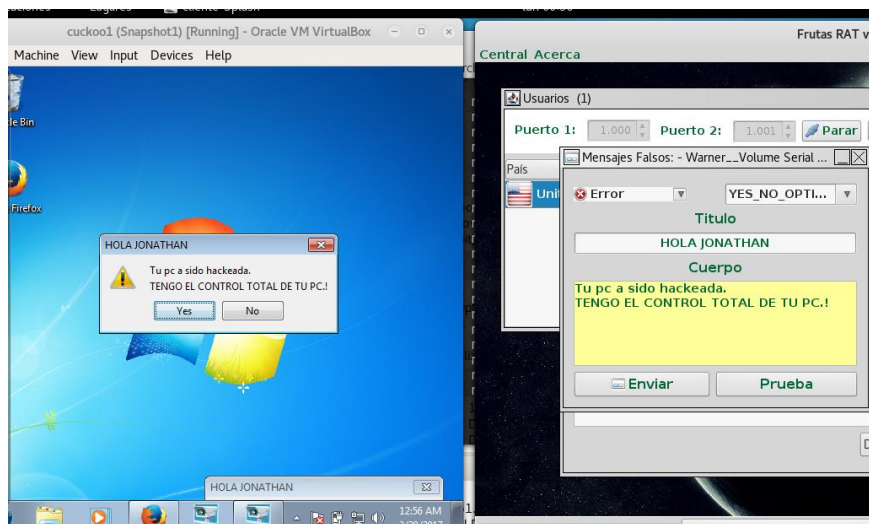 cuckoo1 (Snapshot1) [Running] - Oracle VM VirtualBox
Machine View Input Devices Help
Bin
Firefox
HOLA JONATHAN
Tu pc a sido hackeada.
TENGO EL CONTROL TOTAL DE TU PC.!
Yes No
HOLA JONATHAN
12:56 AM
Frutas RAT v
Central Acerca
Usuarios (1)
Puerto 1: 1.000 Puerto 2: 1.001 Parar
País
Uni
Mensajes Falsos: - Warner__Volume Serial ...
Error YES_NO_OPTI...
Titulo
HOLA JONATHAN
Cuerpo
Tu pc a sido hackeada.
TENGO EL CONTROL TOTAL DE TU PC.!
Enviar Prueba